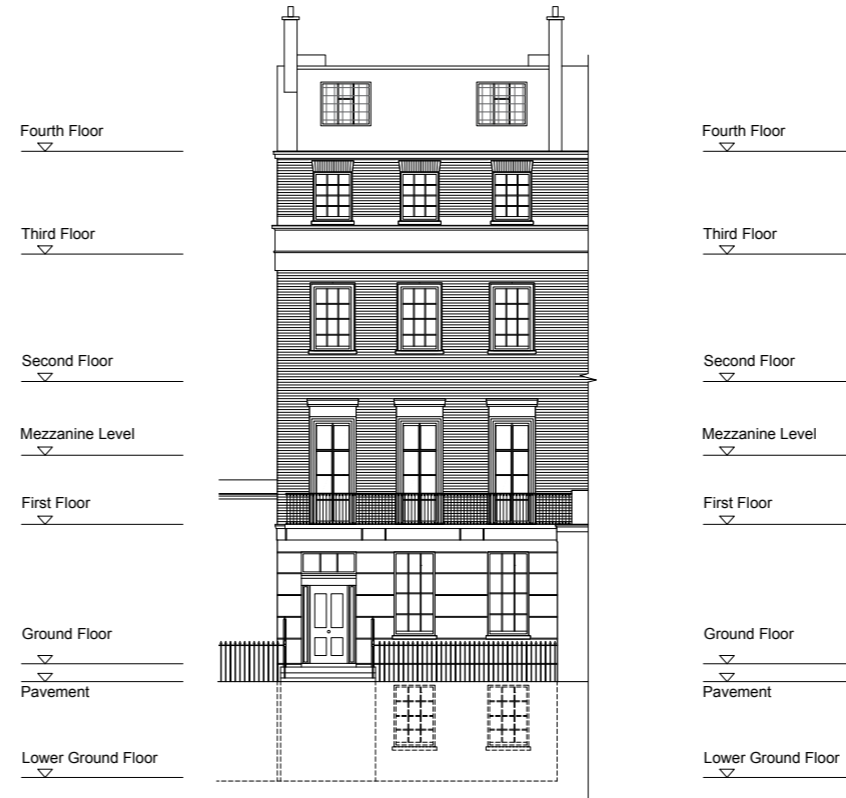 Fourth Floor
Fourth Floor
Third Floor
Third Floor
Second Floor
Second Floor
Mezzanine Level
Mezzanine Level
First Floor
First Floor
Ground Floor
Ground Floor
Pavement
Pavement
Lower Ground Floor
Lower Ground Floor